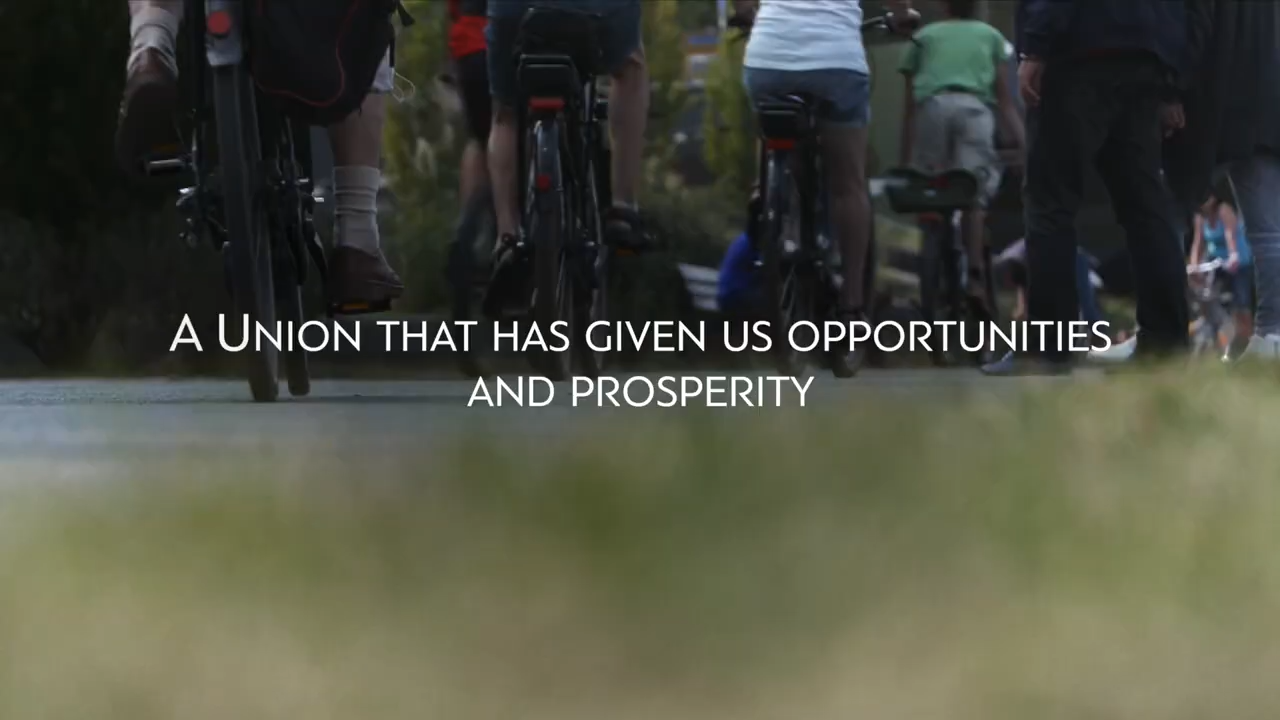 A Union that has given us opportunities
and prosperity